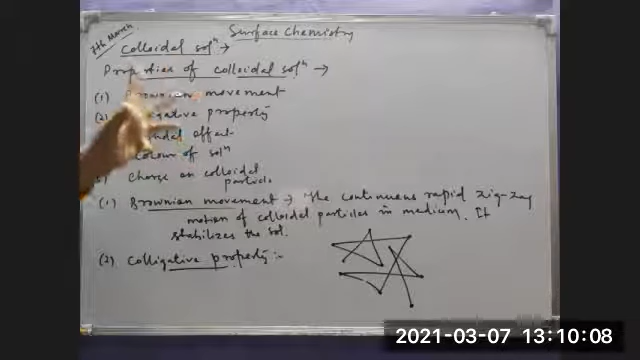 7th March
Surface Chemistry
Colloidal solⁿ →
Properties of colloidal solⁿ →
(1) Brownian movement
(2) property
effect
colour of solⁿ
Charge on colloidal
particle
(1) Brownian movement → The continuous rapid zig-zag
motion of colloidal particles in medium. It
stabilizes the sol.
(2) Colligative property :-
2021-03-07 13:10:08